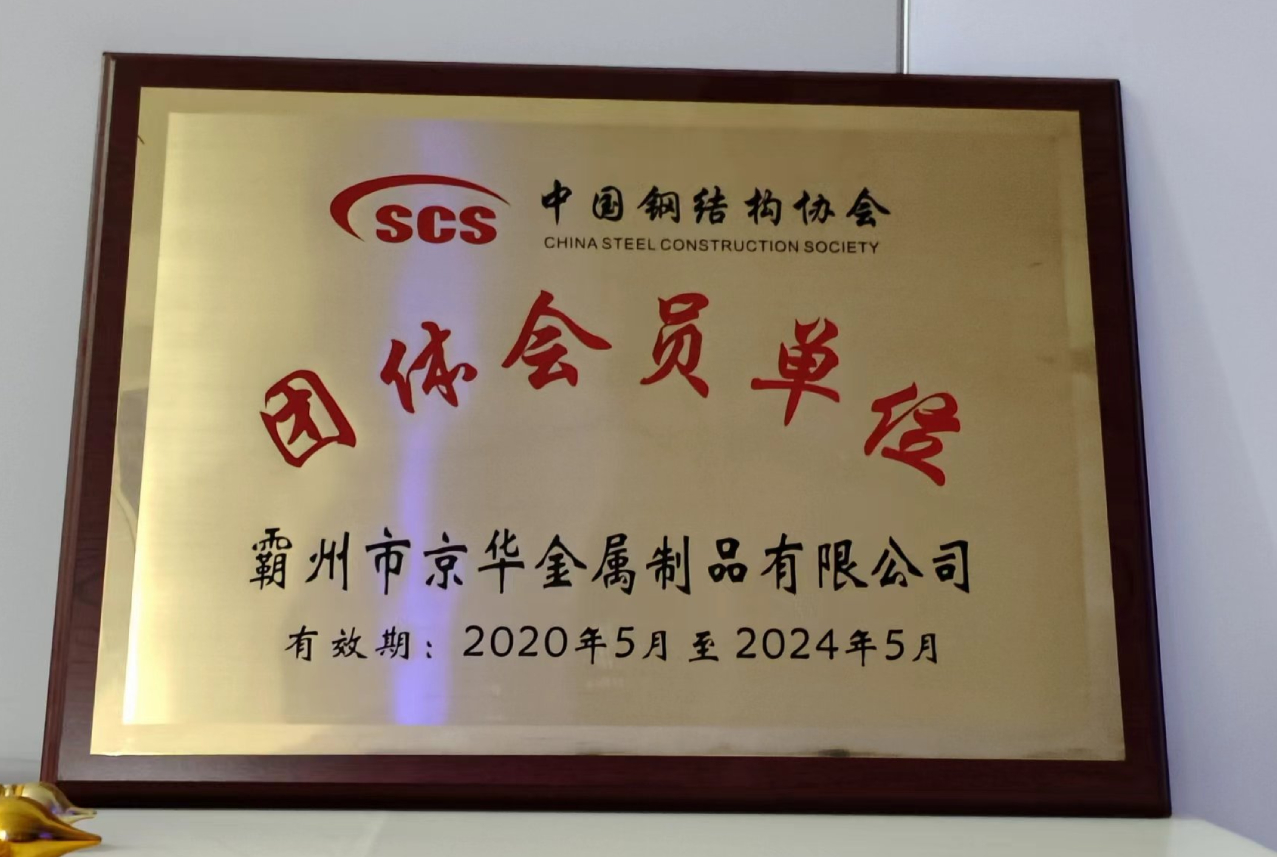 SCS 中国钢结构协会
CHINA STEEL CONSTRUCTION SOCIETY
团体会员单位
霸州市京华金属制品有限公司
有效期：2020年5月至2024年5月